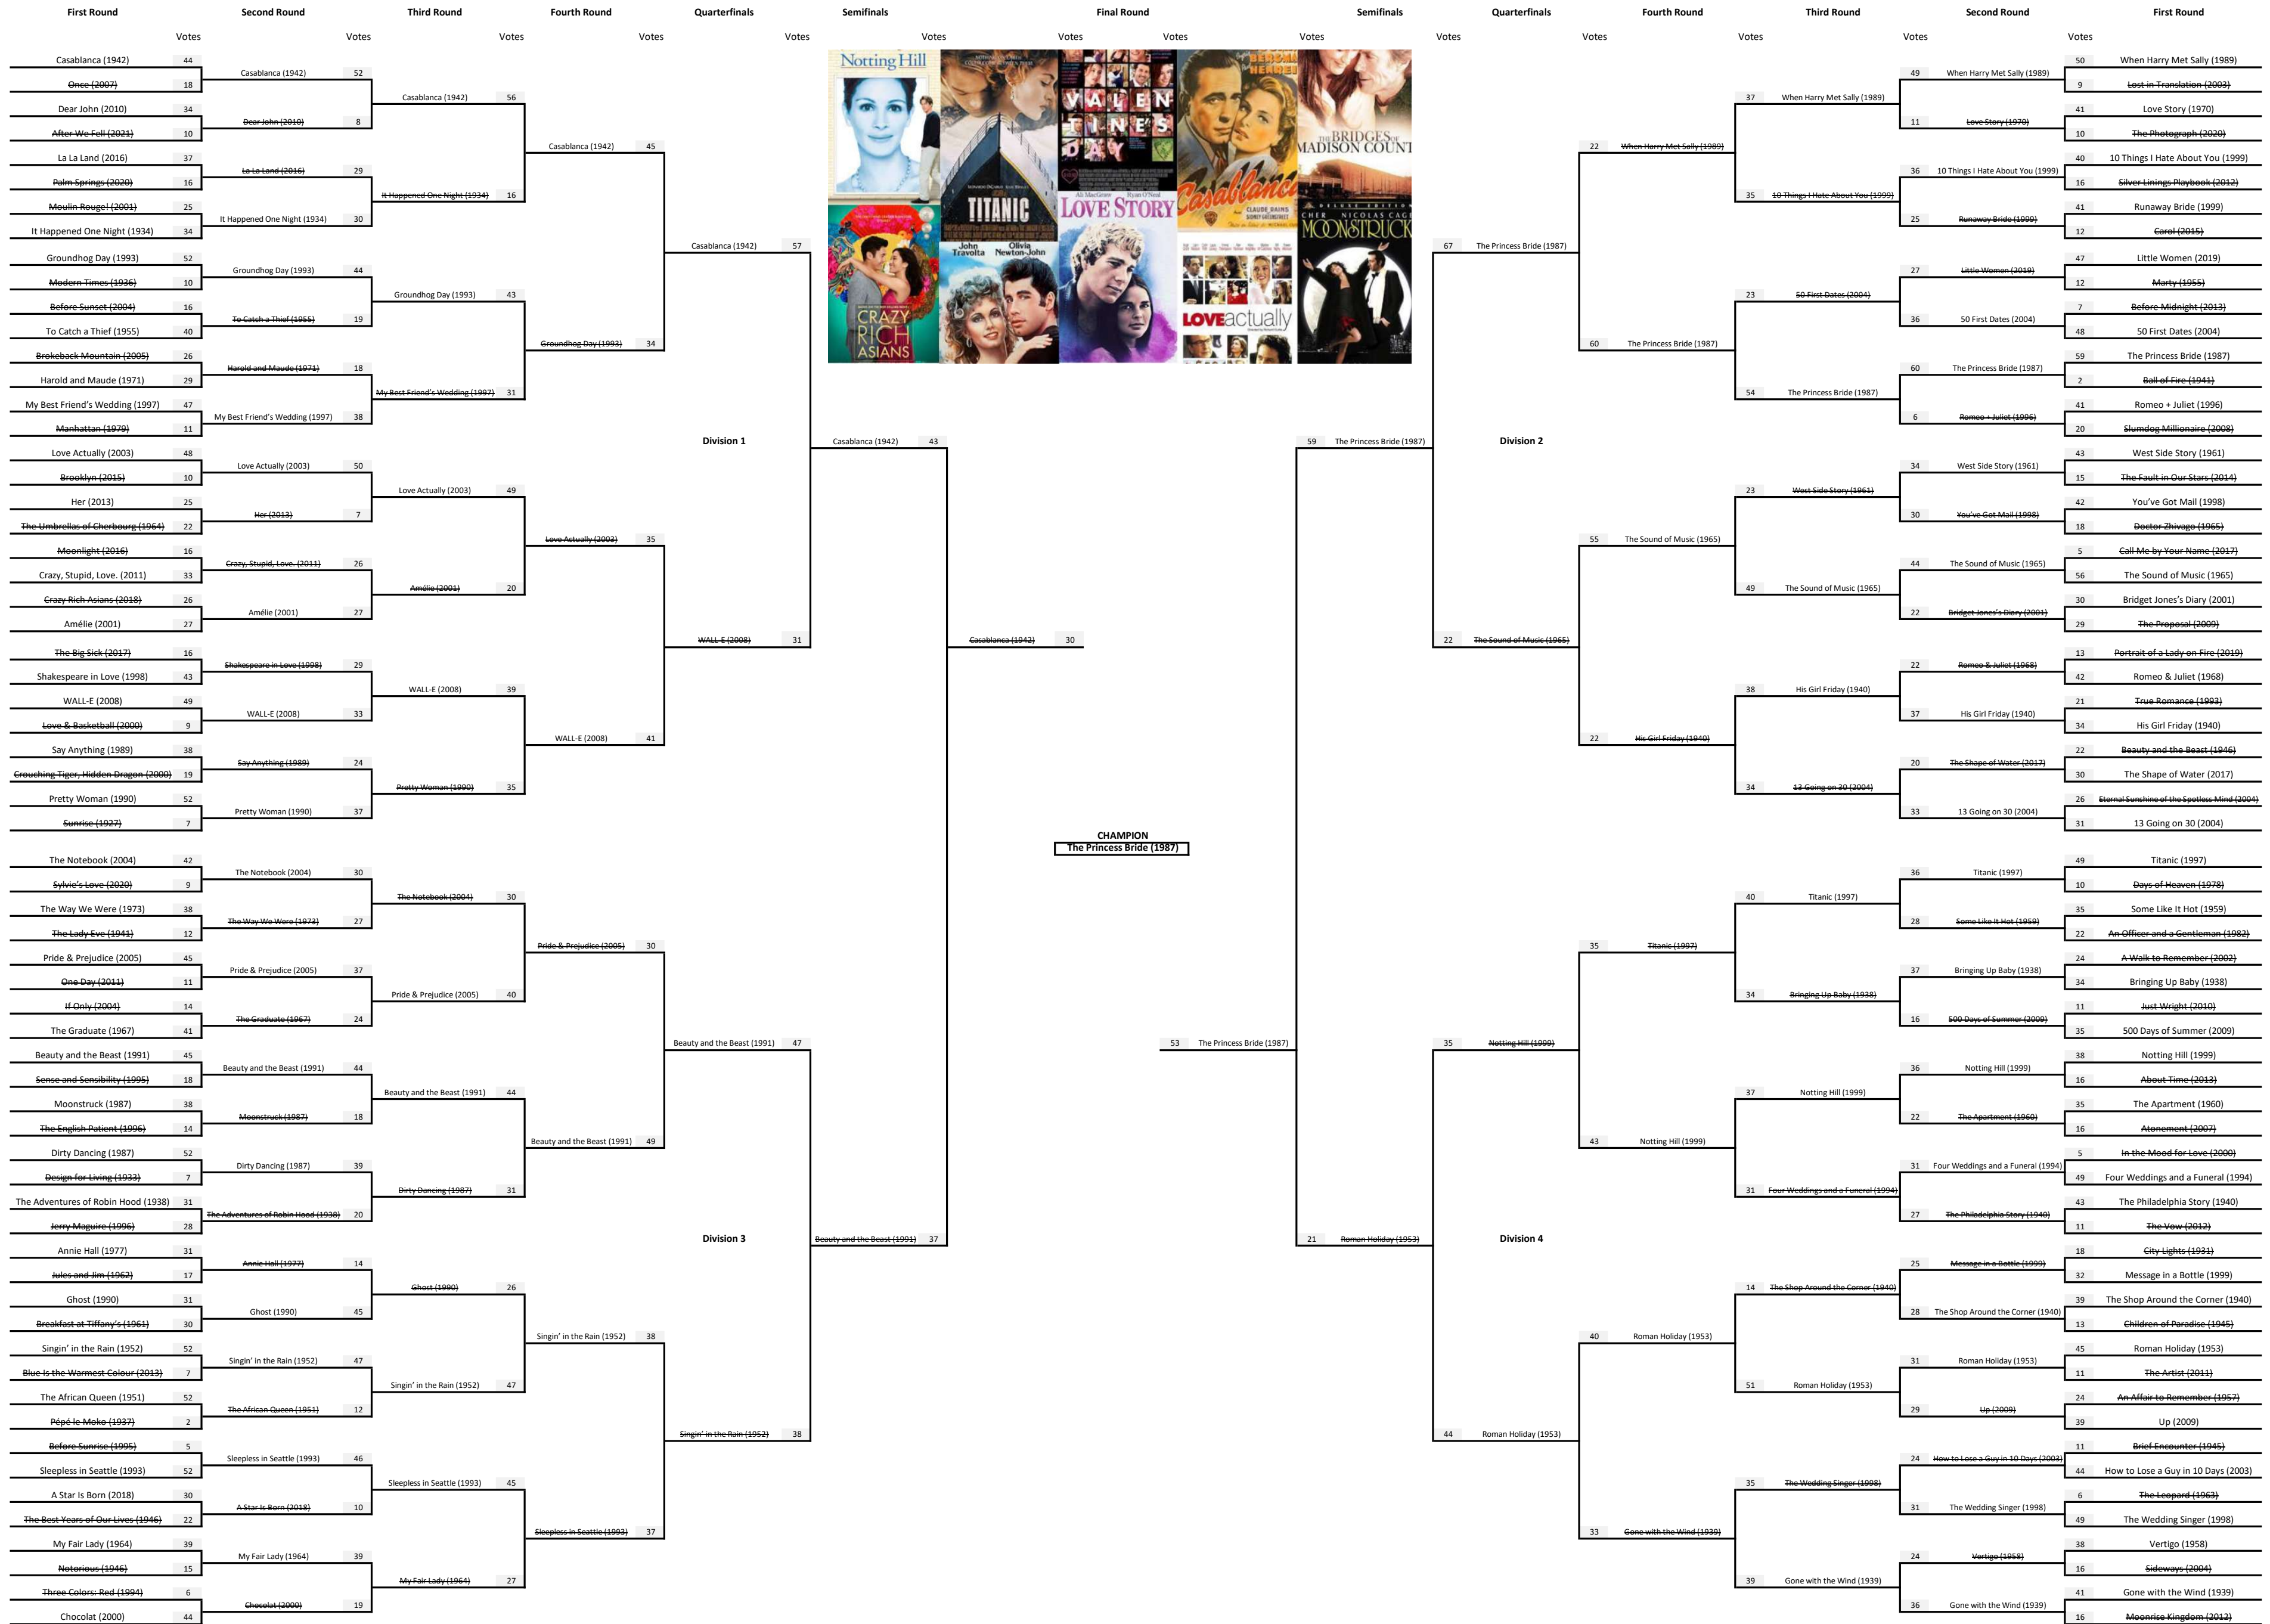 First Round
Second Round
Third Round
Fourth Round
Quarterfinals
Semifinals
Final Round
Semifinals
Quarterfinals
Fourth Round
Third Round
Second Round
First Round
Votes Votes Votes Votes Votes Votes Votes Votes Votes Votes Votes Votes Votes Votes
Casablanca (1942) 44
Once (2007) 18
Dear John (2010) 34
After We Fell (2021) 10
La La Land (2016) 37
Palm Springs (2020) 16
Moulin Rouge! (2001) 25
It Happened One Night (1934) 34
Groundhog Day (1993) 52
Modern Times (1936) 10
Before Sunset (2004) 16
To Catch a Thief (1955) 40
Brokeback Mountain (2005) 26
Harold and Maude (1971) 29
My Best Friend's Wedding (1997) 47
Manhattan (1979) 11
Love Actually (2003) 48
Brooklyn (2015) 10
Her (2013) 25
The Umbrellas of Cherbourg (1964) 22
Moonlight (2016) 16
Crazy, Stupid, Love. (2011) 33
Crazy Rich Asians (2018) 26
Amélie (2001) 27
The Big Sick (2017) 16
Shakespeare in Love (1998) 43
WALL-E (2008) 49
Love & Basketball (2000) 9
Say Anything (1989) 38
Crouching Tiger, Hidden Dragon (2000) 19
Pretty Woman (1990) 52
Sunrise (1927) 7
The Notebook (2004) 42
Sylvie's Love (2020) 9
The Way We Were (1973) 38
The Lady Eve (1941) 12
Pride & Prejudice (2005) 45
One Day (2011) 11
If Only (2004) 14
The Graduate (1967) 41
Beauty and the Beast (1991) 45
Sense and Sensibility (1995) 18
Moonstruck (1987) 38
The English Patient (1996) 14
Dirty Dancing (1987) 52
Design for Living (1933) 7
The Adventures of Robin Hood (1938) 31
Jerry Maguire (1996) 28
Annie Hall (1977) 31
Jules and Jim (1962) 17
Ghost (1990) 31
Breakfast at Tiffany's (1961) 30
Singin' in the Rain (1952) 52
Blue Is the Warmest Colour (2013) 7
The African Queen (1951) 52
Pépé le Moko (1937) 2
Before Sunrise (1995) 5
Sleepless in Seattle (1993) 52
A Star Is Born (2018) 30
The Best Years of Our Lives (1946) 22
My Fair Lady (1964) 39
Notorious (1946) 15
Three Colors: Red (1994) 6
Chocolat (2000) 44
Casablanca (1942) 52
Dear John (2010) 8
La La Land (2016) 29
It Happened One Night (1934) 30
Groundhog Day (1993) 44
To Catch a Thief (1955) 19
Harold and Maude (1971) 18
My Best Friend's Wedding (1997) 38
Love Actually (2003) 50
Her (2013) 7
Crazy, Stupid, Love. (2011) 26
Amélie (2001) 27
Shakespeare in Love (1998) 29
WALL-E (2008) 33
Say Anything (1989) 24
Pretty Woman (1990) 37
The Notebook (2004) 30
The Way We Were (1973) 27
Pride & Prejudice (2005) 37
The Graduate (1967) 24
Beauty and the Beast (1991) 44
Moonstruck (1987) 18
Dirty Dancing (1987) 39
The Adventures of Robin Hood (1938) 20
Annie Hall (1977) 14
Ghost (1990) 45
Singin' in the Rain (1952) 47
The African Queen (1951) 12
Sleepless in Seattle (1993) 46
A Star Is Born (2018) 10
My Fair Lady (1964) 39
Chocolat (2000) 19
Casablanca (1942) 56
It Happened One Night (1934) 16
Groundhog Day (1993) 43
My Best Friend's Wedding (1997) 31
Love Actually (2003) 49
Amélie (2001) 20
WALL-E (2008) 39
Pretty Woman (1990) 35
The Notebook (2004) 30
Pride & Prejudice (2005) 40
Beauty and the Beast (1991) 44
Dirty Dancing (1987) 31
Ghost (1990) 26
Singin' in the Rain (1952) 47
Sleepless in Seattle (1993) 45
My Fair Lady (1964) 27
Casablanca (1942) 45
Groundhog Day (1993) 34
Love Actually (2003) 35
WALL-E (2008) 41
Pride & Prejudice (2005) 30
Beauty and the Beast (1991) 49
Singin' in the Rain (1952) 38
Sleepless in Seattle (1993) 37
Casablanca (1942) 57
Division 1
WALL-E (2008) 31
Beauty and the Beast (1991) 47
Division 3
Singin' in the Rain (1952) 38
Casablanca (1942) 43
Beauty and the Beast (1991) 37
Notting Hill
TITANIC
VALEN
TINES
DAY
BERGMAN
HENREI
Casablanca
CLAUDE RAINS
THE BRIDGES OF
MADISON COUNT
CRAZY
RICH
ASIANS
John Travolta
Olivia Newton-John
Ali MacGraw Ryan O'Neal
LOVE STORY
LOVE actually
DELUXE EDITION
CHER NICOLAS CAGE
MOONSTRUCK
Casablanca (1942) 30
CHAMPION
The Princess Bride (1987)
53 The Princess Bride (1987)
59 The Princess Bride (1987)
21 Roman Holiday (1953)
67 The Princess Bride (1987)
Division 2
22 The Sound of Music (1965)
35 Notting Hill (1999)
Division 4
44 Roman Holiday (1953)
22 When Harry Met Sally (1989)
60 The Princess Bride (1987)
55 The Sound of Music (1965)
22 His Girl Friday (1940)
35 Titanic (1997)
43 Notting Hill (1999)
40 Roman Holiday (1953)
33 Gone with the Wind (1939)
37 When Harry Met Sally (1989)
35 10 Things I Hate About You (1999)
23 50 First Dates (2004)
54 The Princess Bride (1987)
23 West Side Story (1961)
49 The Sound of Music (1965)
38 His Girl Friday (1940)
34 13 Going on 30 (2004)
40 Titanic (1997)
34 Bringing Up Baby (1938)
37 Notting Hill (1999)
31 Four Weddings and a Funeral (1994)
14 The Shop Around the Corner (1940)
51 Roman Holiday (1953)
35 The Wedding Singer (1998)
39 Gone with the Wind (1939)
49 When Harry Met Sally (1989)
11 Love Story (1970)
36 10 Things I Hate About You (1999)
25 Runaway Bride (1999)
27 Little Women (2019)
36 50 First Dates (2004)
60 The Princess Bride (1987)
6 Romeo + Juliet (1996)
34 West Side Story (1961)
30 You've Got Mail (1998)
44 The Sound of Music (1965)
22 Bridget Jones's Diary (2001)
22 Romeo & Juliet (1968)
37 His Girl Friday (1940)
20 The Shape of Water (2017)
33 13 Going on 30 (2004)
36 Titanic (1997)
28 Some Like It Hot (1959)
37 Bringing Up Baby (1938)
16 500 Days of Summer (2009)
36 Notting Hill (1999)
22 The Apartment (1960)
31 Four Weddings and a Funeral (1994)
27 The Philadelphia Story (1940)
25 Message in a Bottle (1999)
28 The Shop Around the Corner (1940)
31 Roman Holiday (1953)
29 Up (2009)
24 How to Lose a Guy in 10 Days (2003)
31 The Wedding Singer (1998)
24 Vertigo (1958)
36 Gone with the Wind (1939)
50 When Harry Met Sally (1989)
9 Lost in Translation (2003)
41 Love Story (1970)
10 The Photograph (2020)
40 10 Things I Hate About You (1999)
16 Silver Linings Playbook (2012)
41 Runaway Bride (1999)
12 Carol (2015)
47 Little Women (2019)
12 Marty (1955)
7 Before Midnight (2013)
48 50 First Dates (2004)
59 The Princess Bride (1987)
2 Ball of Fire (1941)
41 Romeo + Juliet (1996)
20 Slumdog Millionaire (2008)
43 West Side Story (1961)
15 The Fault in Our Stars (2014)
42 You've Got Mail (1998)
18 Doctor Zhivago (1965)
5 Call Me by Your Name (2017)
56 The Sound of Music (1965)
30 Bridget Jones's Diary (2001)
29 The Proposal (2009)
13 Portrait of a Lady on Fire (2019)
42 Romeo & Juliet (1968)
21 True Romance (1993)
34 His Girl Friday (1940)
22 Beauty and the Beast (1946)
30 The Shape of Water (2017)
26 Eternal Sunshine of the Spotless Mind (2004)
31 13 Going on 30 (2004)
49 Titanic (1997)
10 Days of Heaven (1978)
35 Some Like It Hot (1959)
22 An Officer and a Gentleman (1982)
24 A Walk to Remember (2002)
34 Bringing Up Baby (1938)
11 Just Wright (2010)
35 500 Days of Summer (2009)
38 Notting Hill (1999)
16 About Time (2013)
35 The Apartment (1960)
16 Atonement (2007)
5 In the Mood for Love (2000)
49 Four Weddings and a Funeral (1994)
43 The Philadelphia Story (1940)
11 The Vow (2012)
18 City Lights (1931)
32 Message in a Bottle (1999)
39 The Shop Around the Corner (1940)
13 Children of Paradise (1945)
45 Roman Holiday (1953)
11 The Artist (2011)
24 An Affair to Remember (1957)
39 Up (2009)
11 Brief Encounter (1945)
44 How to Lose a Guy in 10 Days (2003)
6 The Leopard (1963)
49 The Wedding Singer (1998)
38 Vertigo (1958)
16 Sideways (2004)
41 Gone with the Wind (1939)
16 Moonrise Kingdom (2012)